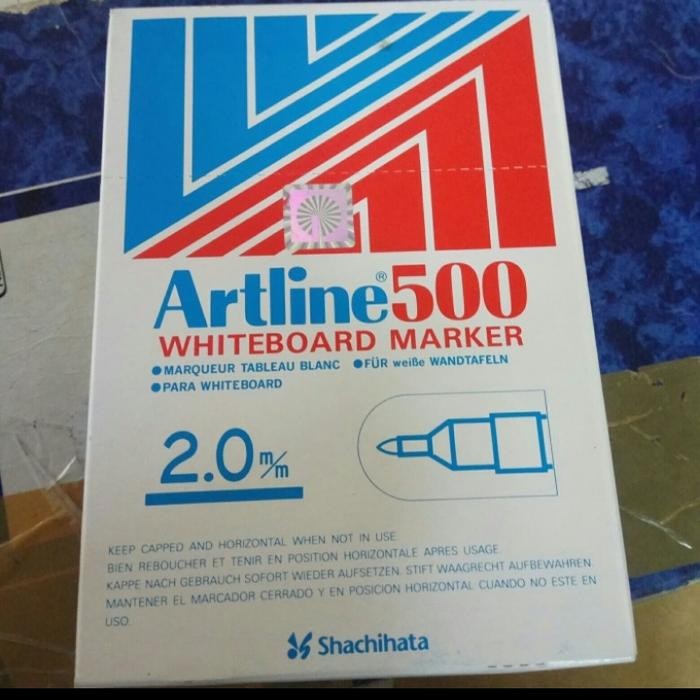 Artline®500
WHITEBOARD MARKER
●MARQUEUR TABLEAU BLANC ●FÜR weiße WANDTAFELN
●PARA WHITEBOARD
2.0 m/m
KEEP CAPPED AND HORIZONTAL WHEN NOT IN USE
BIEN REBOUCHER ET TENIR EN POSITION HORIZONTALE APRES USAGE.
KAPPE NACH GEBRAUCH SOFORT WIEDER AUFSETZEN. STIFT WAAGRECHT AUFBEWAHREN.
MANTENER EL MARCADOR CERRADO Y EN POSICION HORIZONTAL CUANDO NO ESTE EN
USO.
Shachihata